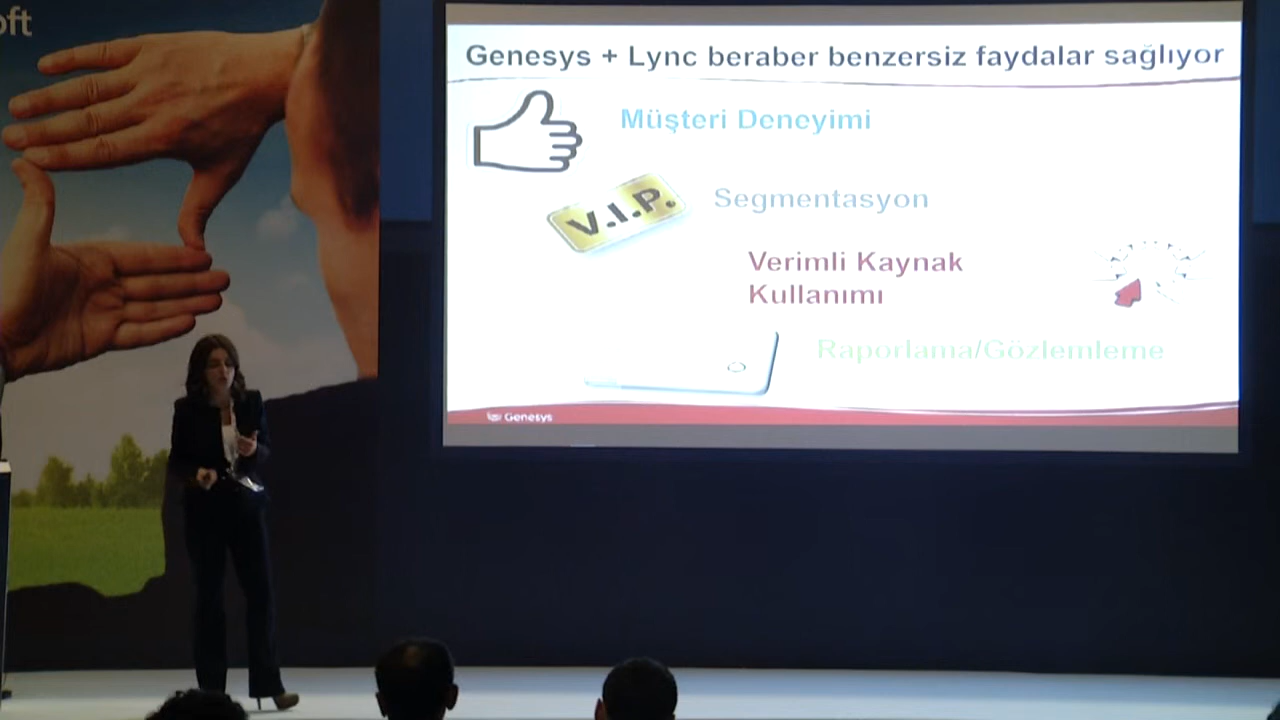 oft
Genesys + Lync beraber benzersiz faydalar sağlıyor
Müşteri Deneyimi
V.I.P.
Segmentasyon
Verimli Kaynak
Kullanımı
Raporlama/Gözlemleme
Genesys